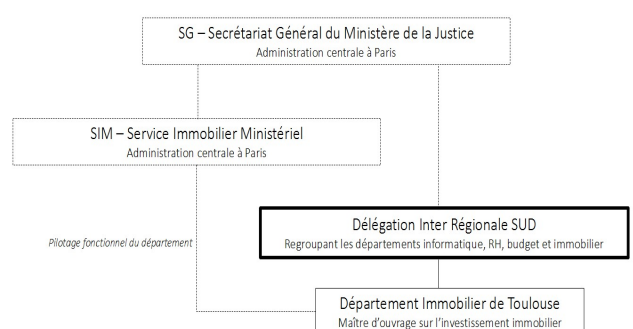 SG – Secrétariat Général du Ministère de la Justice
Administration centrale à Paris
SIM – Service Immobilier Ministériel
Administration centrale à Paris
Délégation Inter Régionale SUD
Regroupant les départements informatique, RH, budget et immobilier
Pilotage fonctionnel du département
Département Immobilier de Toulouse
Maître d'ouvrage sur l'investissement immobilier